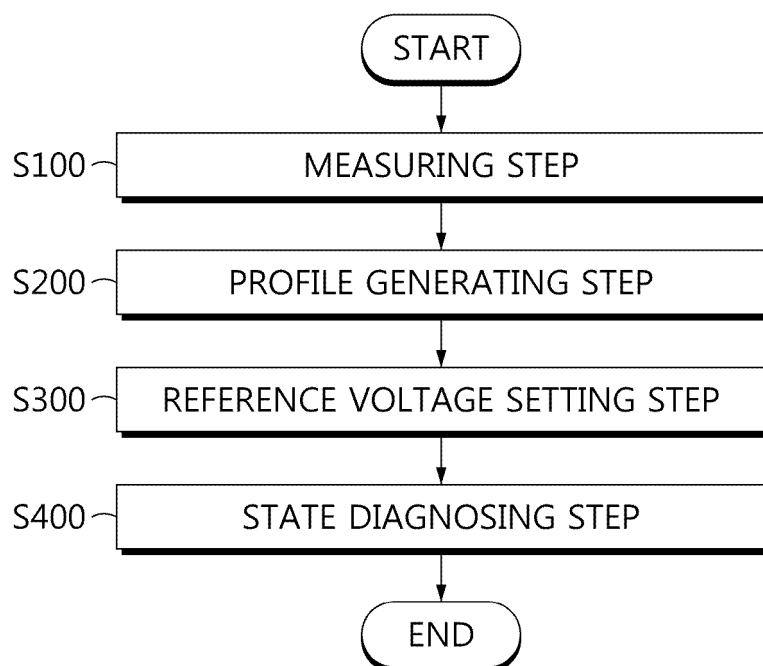 START
S100 MEASURING STEP
S200 PROFILE GENERATING STEP
S300 REFERENCE VOLTAGE SETTING STEP
S400 STATE DIAGNOSING STEP
END